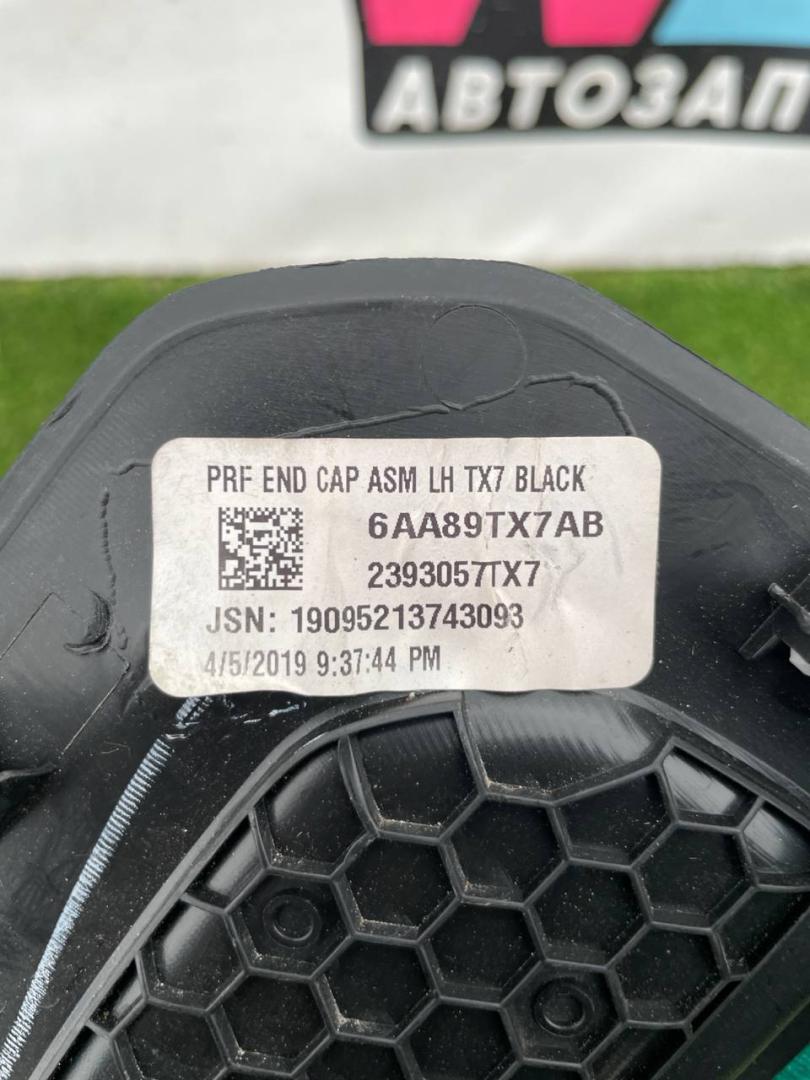 АВТОЗАП
PRF END CAP ASM LH TX7 BLACK
6AA89TX7AB
2393057TX7
JSN: 19095213743093
4/5/2019 9:37:44 PM